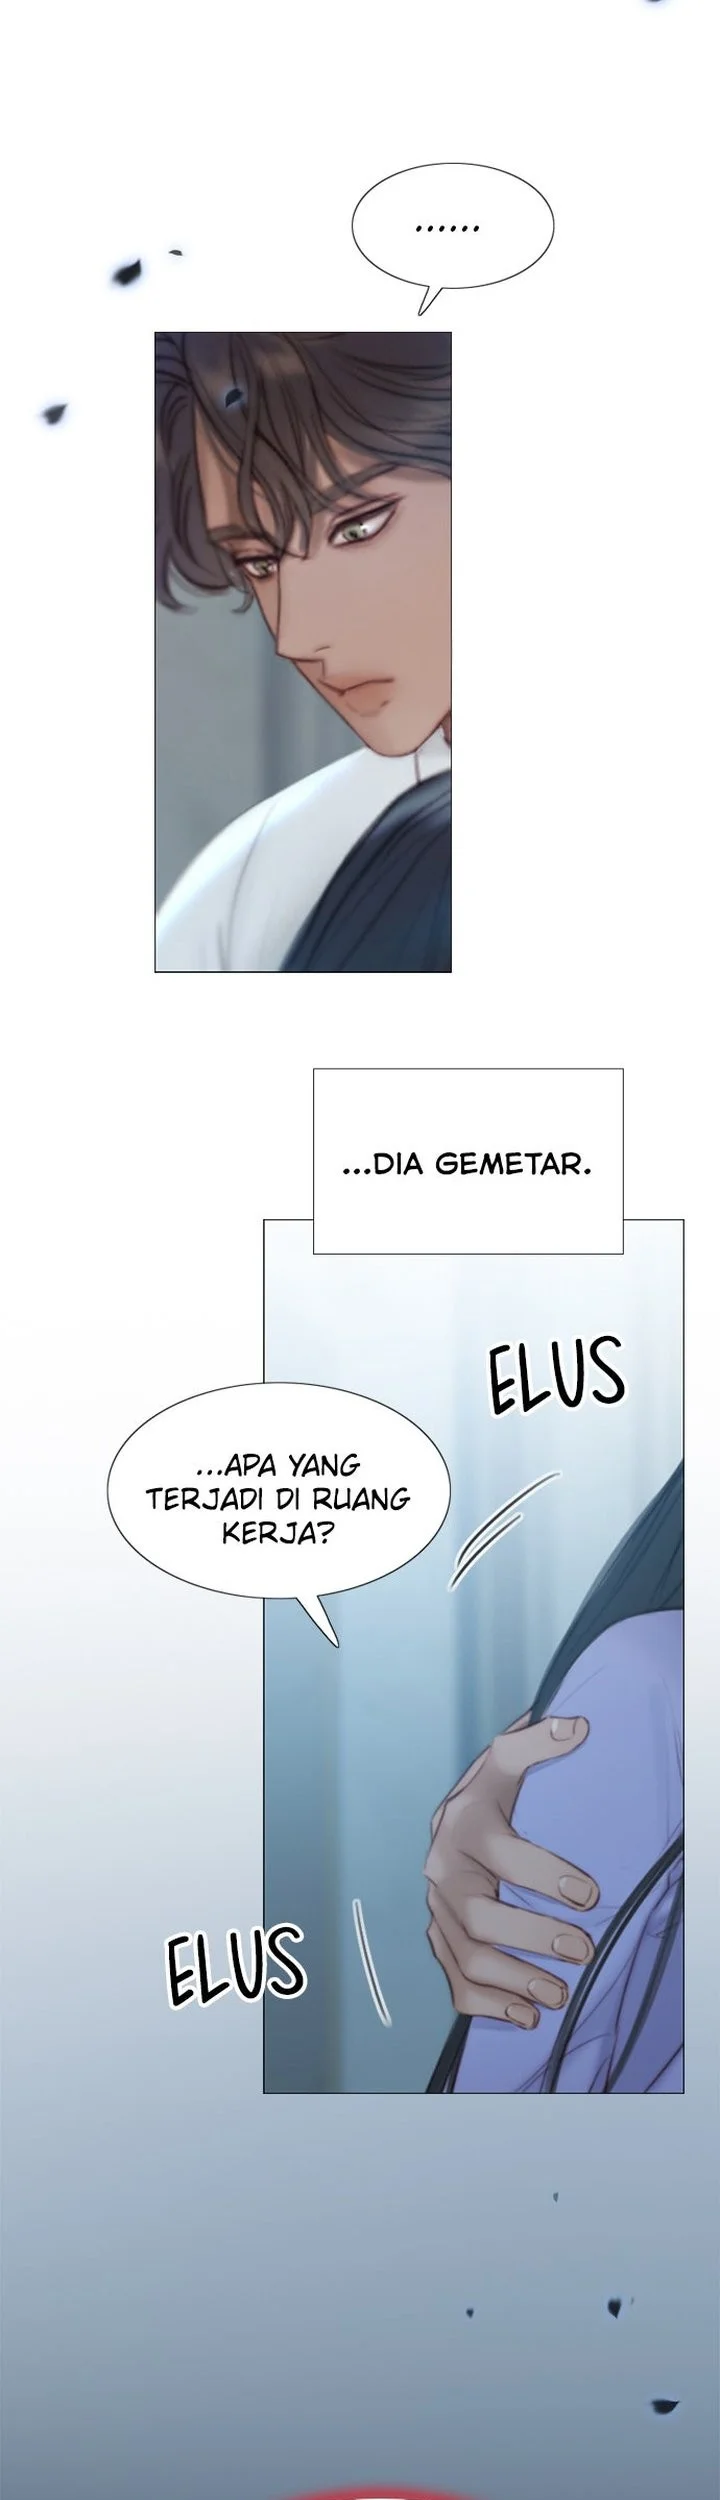 ......
...DIA GEMETAR.
ELUS
...APA YANG
TERJADI DI RUANG
KERJA?
ELUS